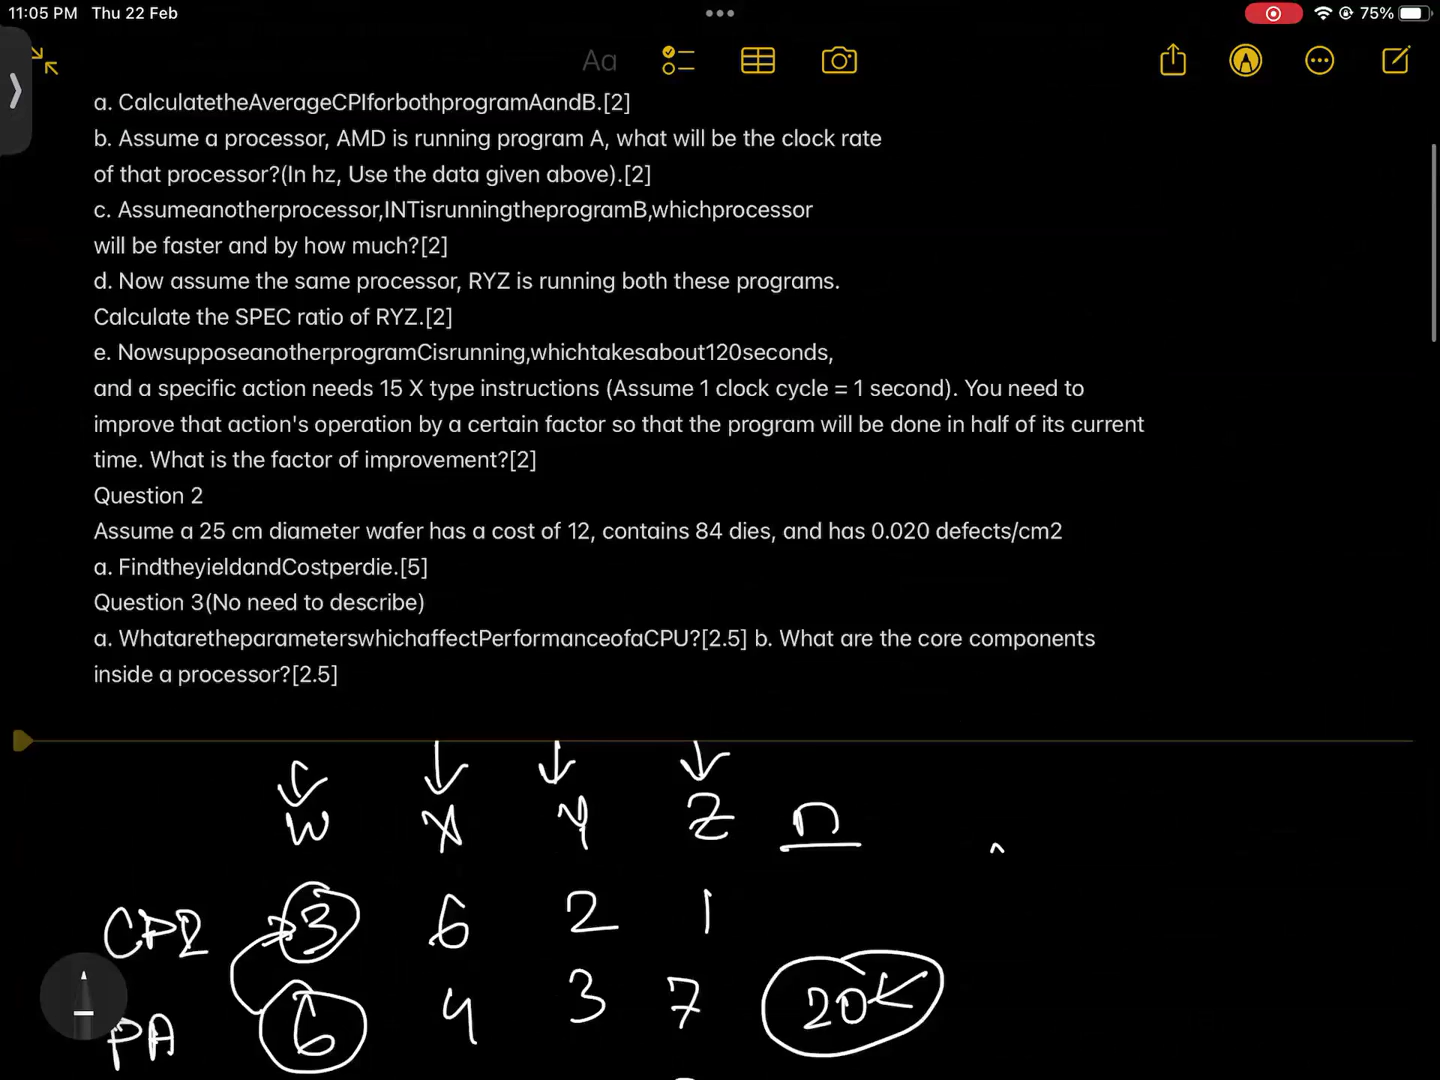 11:05 PM Thu 22 Feb
75%
Aa
a. CalculatetheAverageCPIforbothprogramAandB.[2]
b. Assume a processor, AMD is running program A, what will be the clock rate
of that processor?(In hz, Use the data given above).[2]
c. Assumeanotherprocessor,INTisrunningtheprogramB,whichprocessor
will be faster and by how much?[2]
d. Now assume the same processor, RYZ is running both these programs.
Calculate the SPEC ratio of RYZ.[2]
e. NowsupposeanotherprogramCisrunning,whichtakesabout120seconds,
and a specific action needs 15 X type instructions (Assume 1 clock cycle = 1 second). You need to
improve that action's operation by a certain factor so that the program will be done in half of its current
time. What is the factor of improvement?[2]
Question 2
Assume a 25 cm diameter wafer has a cost of 12, contains 84 dies, and has 0.020 defects/cm2
a. FindtheyieldandCostperdie.[5]
Question 3(No need to describe)
a. WhataretheparameterswhichaffectPerformanceofaCPU?[2.5] b. What are the core components
inside a processor?[2.5]
W X Y Z n
CPI 3 6 2 1
PA 6 4 3 7 20K